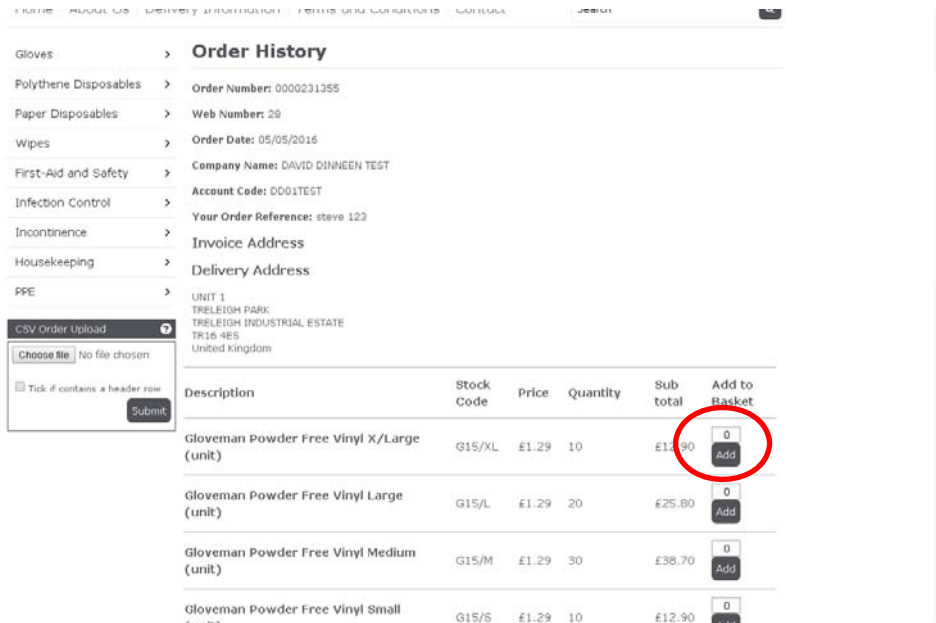 Home About Us Delivery Information Terms and Conditions Contact Search
Gloves
Polythene Disposables
Paper Disposables
Wipes
First-Aid and Safety
Infection Control
Incontinence
Housekeeping
PPE
CSV Order Upload ?
Choose file No file chosen
Tick if contains a header row
Submit
Order History
Order Number: 0000231355
Web Number: 20
Order Date: 05/05/2016
Company Name: DAVID DINNEEN TEST
Account Code: DD01TEST
Your Order Reference: steve 123
Invoice Address
Delivery Address
UNIT 1
TRELEIGH PARK
TRELEIGH INDUSTRIAL ESTATE
TR16 4ES
United Kingdom
Description Stock Code Price Quantity Sub total Add to Basket
Gloveman Powder Free Vinyl X/Large (unit) G15/XL £1.29 10 £12.90 0 Add
Gloveman Powder Free Vinyl Large (unit) G15/L £1.29 20 £25.80 0 Add
Gloveman Powder Free Vinyl Medium (unit) G15/M £1.29 30 £38.70 0 Add
Gloveman Powder Free Vinyl Small (unit) G15/S £1.29 10 £12.90 0 Add